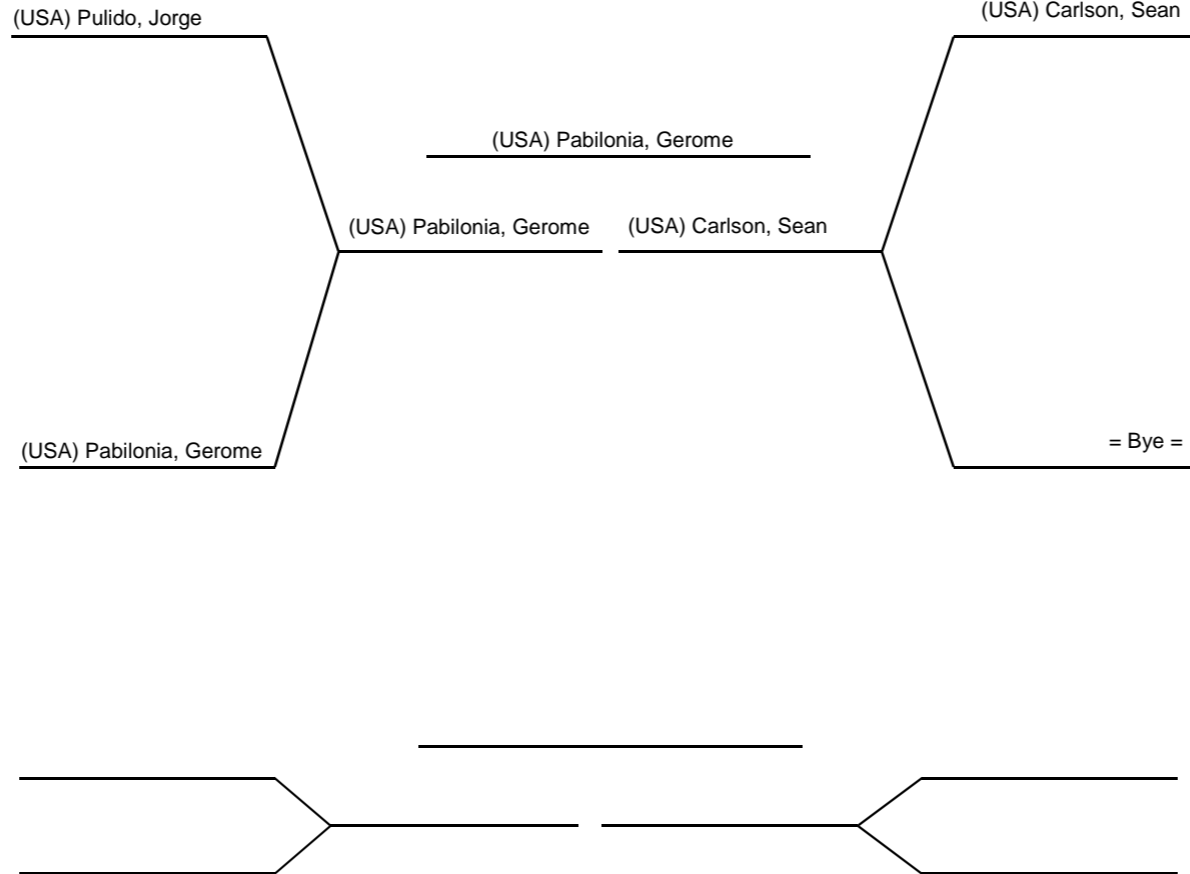 (USA) Pulido, Jorge
(USA) Carlson, Sean
(USA) Pabilonia, Gerome
(USA) Pabilonia, Gerome
(USA) Carlson, Sean
(USA) Pabilonia, Gerome
= Bye =